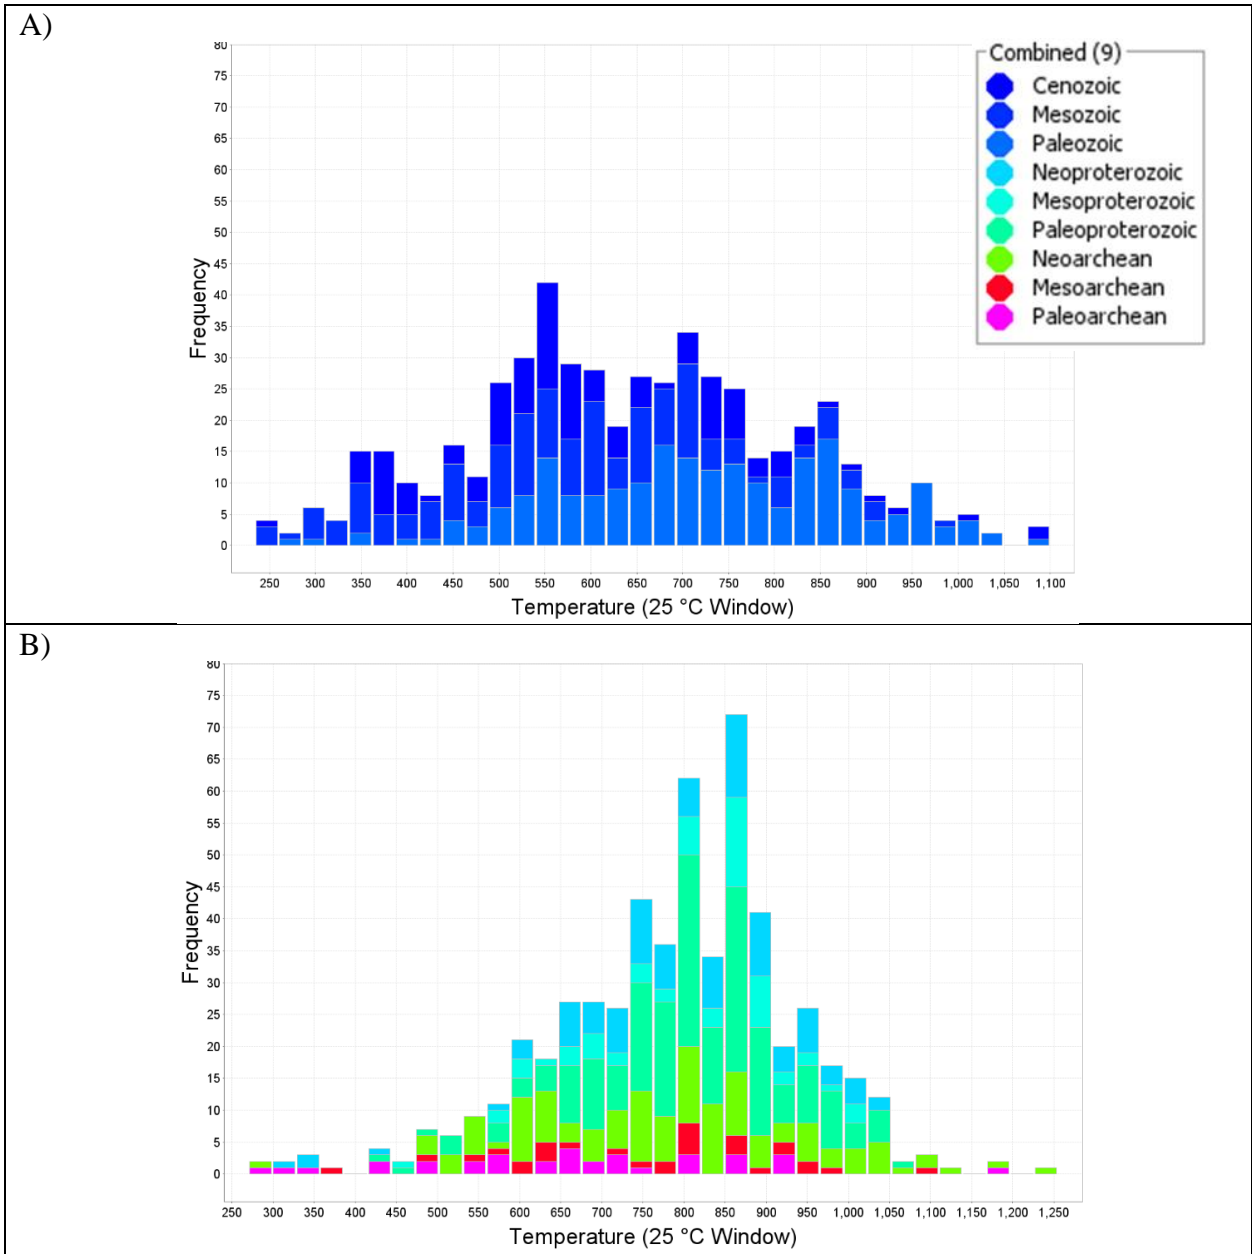 A)
80
75
70
65
60
55
50
45
40
35
30
25
20
15
10
5
0
Frequency
250 300 350 400 450 500 550 600 650 700 750 800 850 900 950 1,000 1,050 1,100
Temperature (25 °C Window)
Combined (9)
Cenozoic
Mesozoic
Paleozoic
Neoproterozoic
Mesoproterozoic
Paleoproterozoic
Neoarchean
Mesoarchean
Paleoarchean
B)
80
75
70
65
60
55
50
45
40
35
30
25
20
15
10
5
0
Frequency
250 300 350 400 450 500 550 600 650 700 750 800 850 900 950 1,000 1,050 1,100 1,150 1,200 1,250
Temperature (25 °C Window)